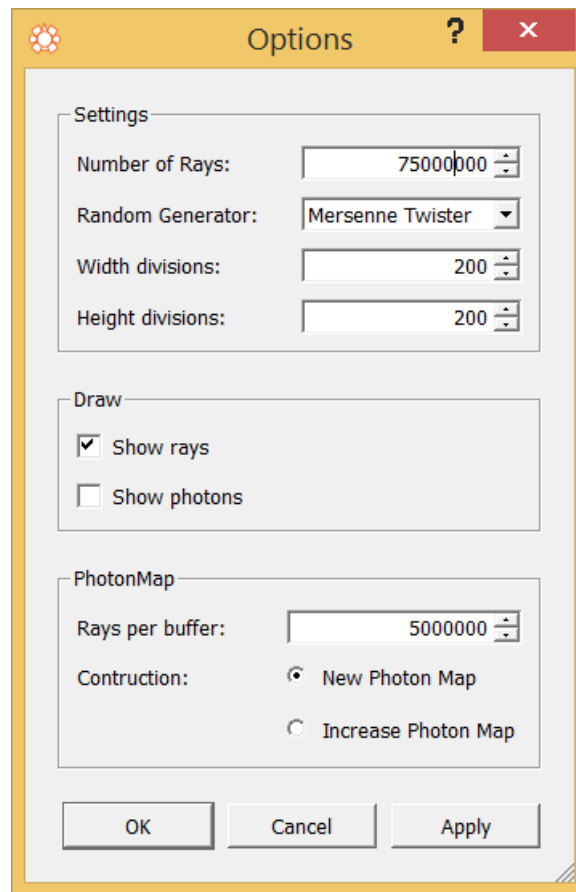 Options ?
Settings
Number of Rays: 75000000
Random Generator: Mersenne Twister
Width divisions: 200
Height divisions: 200
Draw
Show rays
Show photons
PhotonMap
Rays per buffer: 5000000
Contruction: New Photon Map
Increase Photon Map
OK Cancel Apply